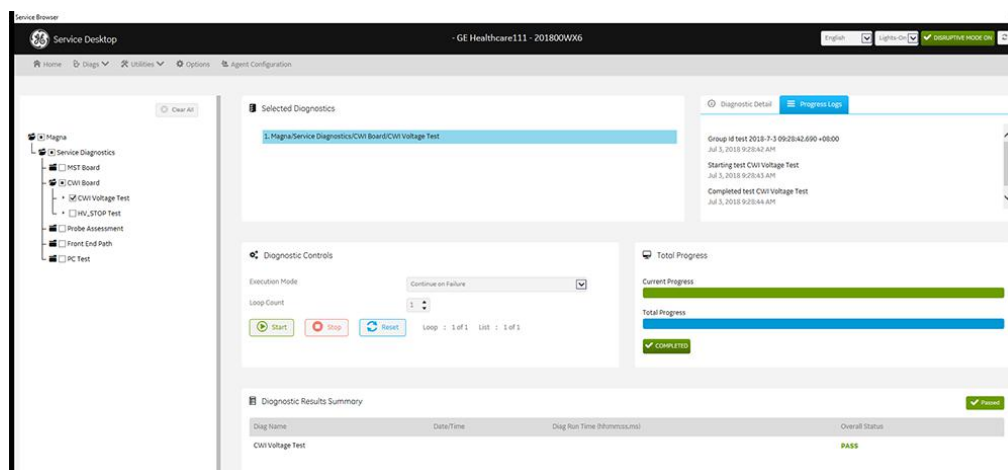 Service Browser
Service Desktop
- GE Healthcare111 - 201800WX6
English
Lights-On
DISRUPTIVE MODE ON
Home
Diags
Utilities
Options
Agent Configuration
Clear All
Magna
Service Diagnostics
MST Board
CWI Board
CWI Voltage Test
HV_STOP Test
Probe Assessment
Front End Path
PC Test
Selected Diagnostics
1. Magna/Service Diagnostics/CWI Board/CWI Voltage Test
Diagnostic Detail
Progress Logs
Group id test 2018-7-3 09:28:42.690 +08:00
Jul 3, 2018 9:28:42 AM
Starting test CWI Voltage Test
Jul 3, 2018 9:28:43 AM
Completed test CWI Voltage Test
Jul 3, 2018 9:28:44 AM
Diagnostic Controls
Execution Mode
Continue on Failure
Loop Count
1
Start
Stop
Reset
Loop : 1 of 1 List : 1 of 1
Total Progress
Current Progress
Total Progress
COMPLETED
Diagnostic Results Summary
Passed
Diag Name
Date/Time
Diag Run Time (hh:mm:ss.ms)
Overall Status
CWI Voltage Test
PASS